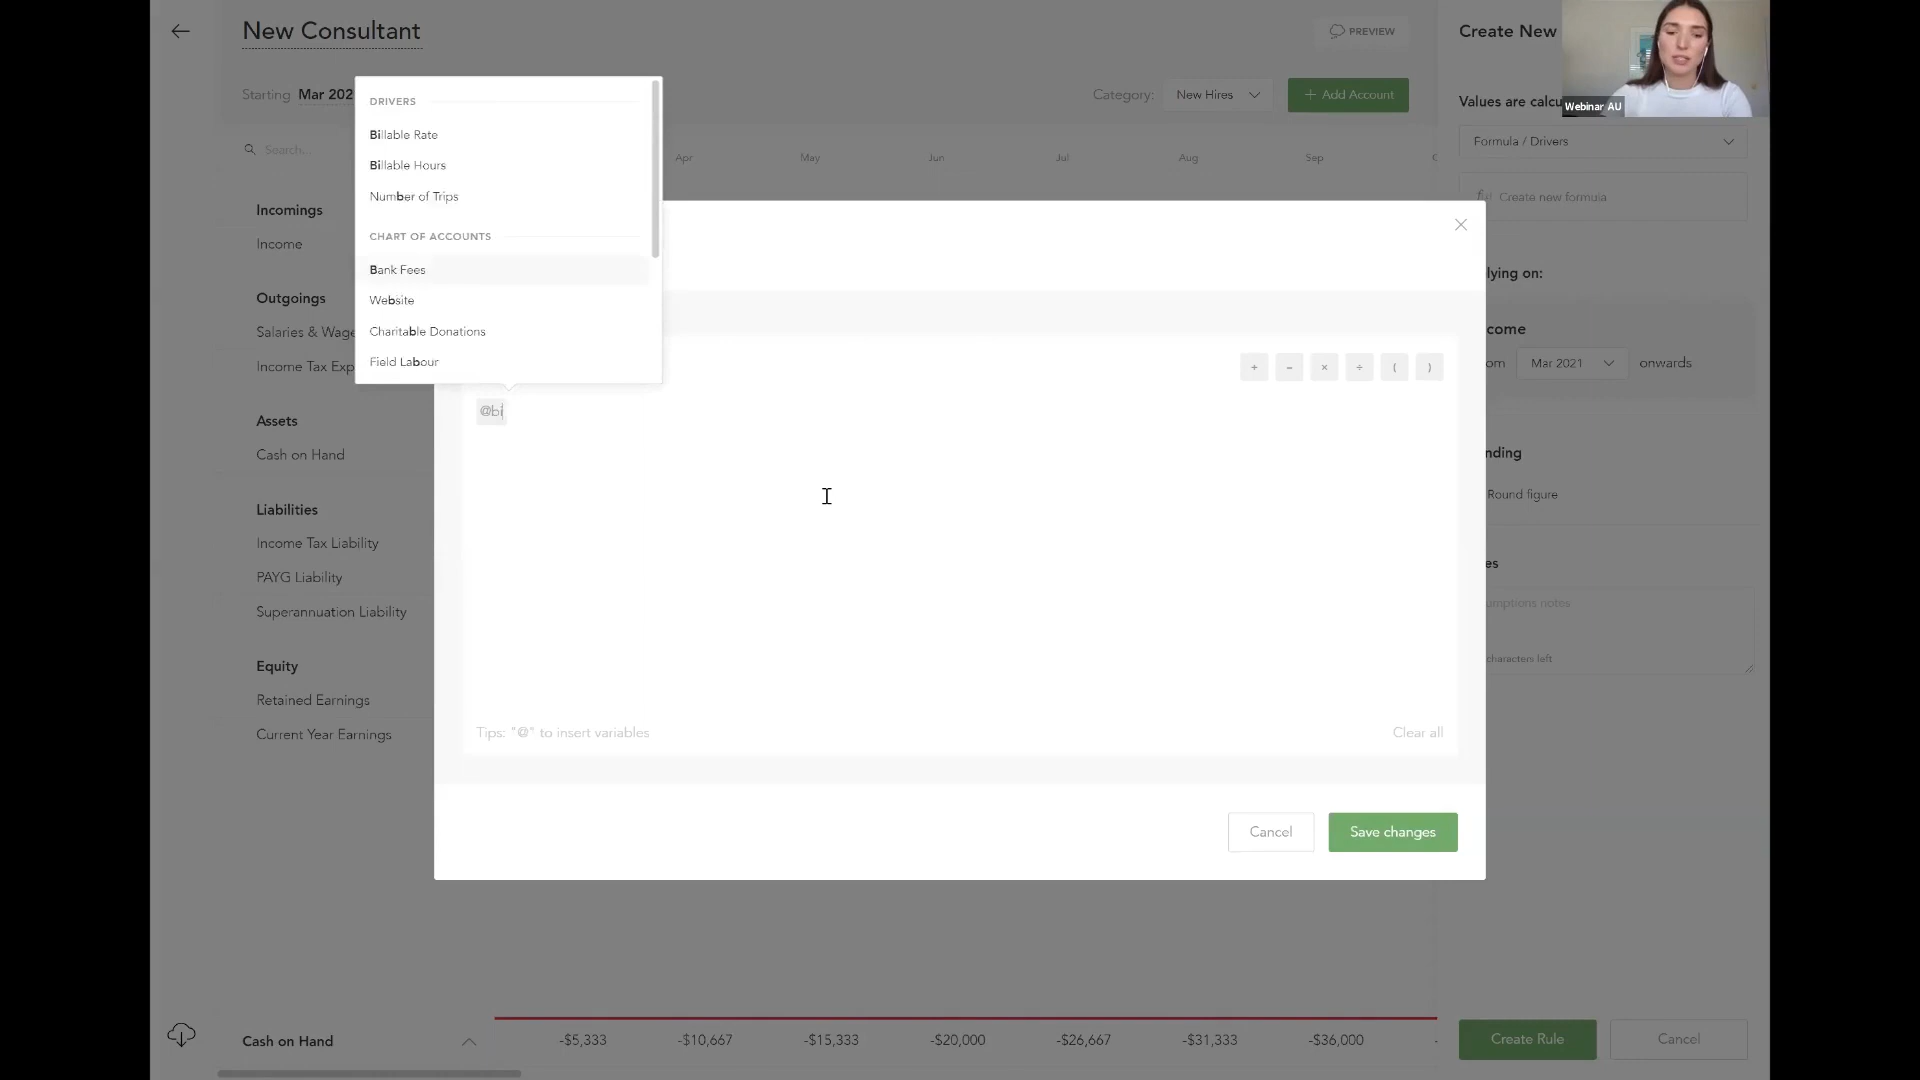 New Consultant
PREVIEW
Create New
Starting Mar 202
Category: New Hires
+ Add Account
Values are calcu
Webinar AU
DRIVERS
Billable Rate
Billable Hours
Number of Trips
CHART OF ACCOUNTS
Bank Fees
Website
Charitable Donations
Field Labour
Search...
Apr May Jun Jul Aug Sep
Formula / Drivers
Create new formula
Incomings
Income
Outgoings
Salaries & Wage
Income Tax Exp
Assets
Cash on Hand
Liabilities
Income Tax Liability
PAYG Liability
Superannuation Liability
Equity
Retained Earnings
Current Year Earnings
+ - × ÷ ( )
@bi
Tips: "@" to insert variables
Clear all
Cancel
Save changes
lying on:
come
om Mar 2021 onwards
nding
Round figure
es
umptions notes
characters left
Cash on Hand
-$5,333 -$10,667 -$15,333 -$20,000 -$26,667 -$31,333 -$36,000 -
Create Rule
Cancel